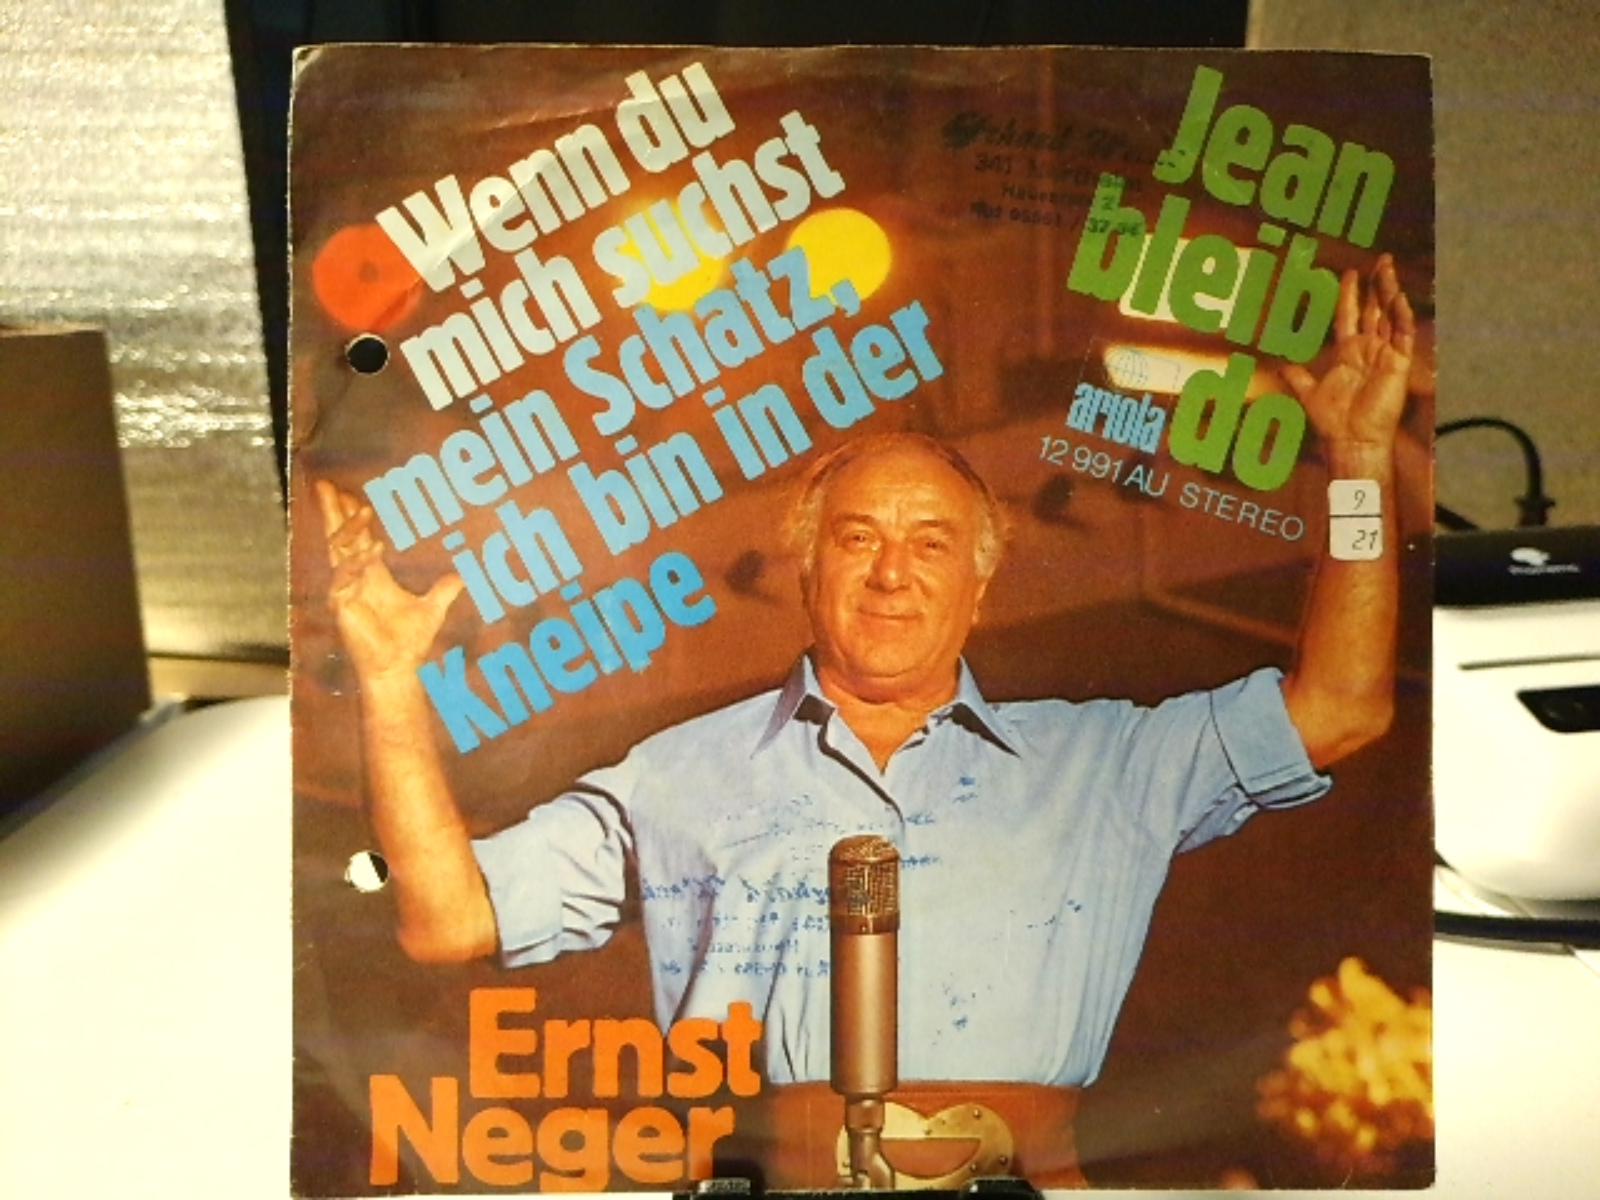 Wenn du
mich suchst
mein Schatz,
ich bin in der
Kneipe
Jean
bleib
do
ariola
12 991 AU STEREO
9
21
Ernst
Neger